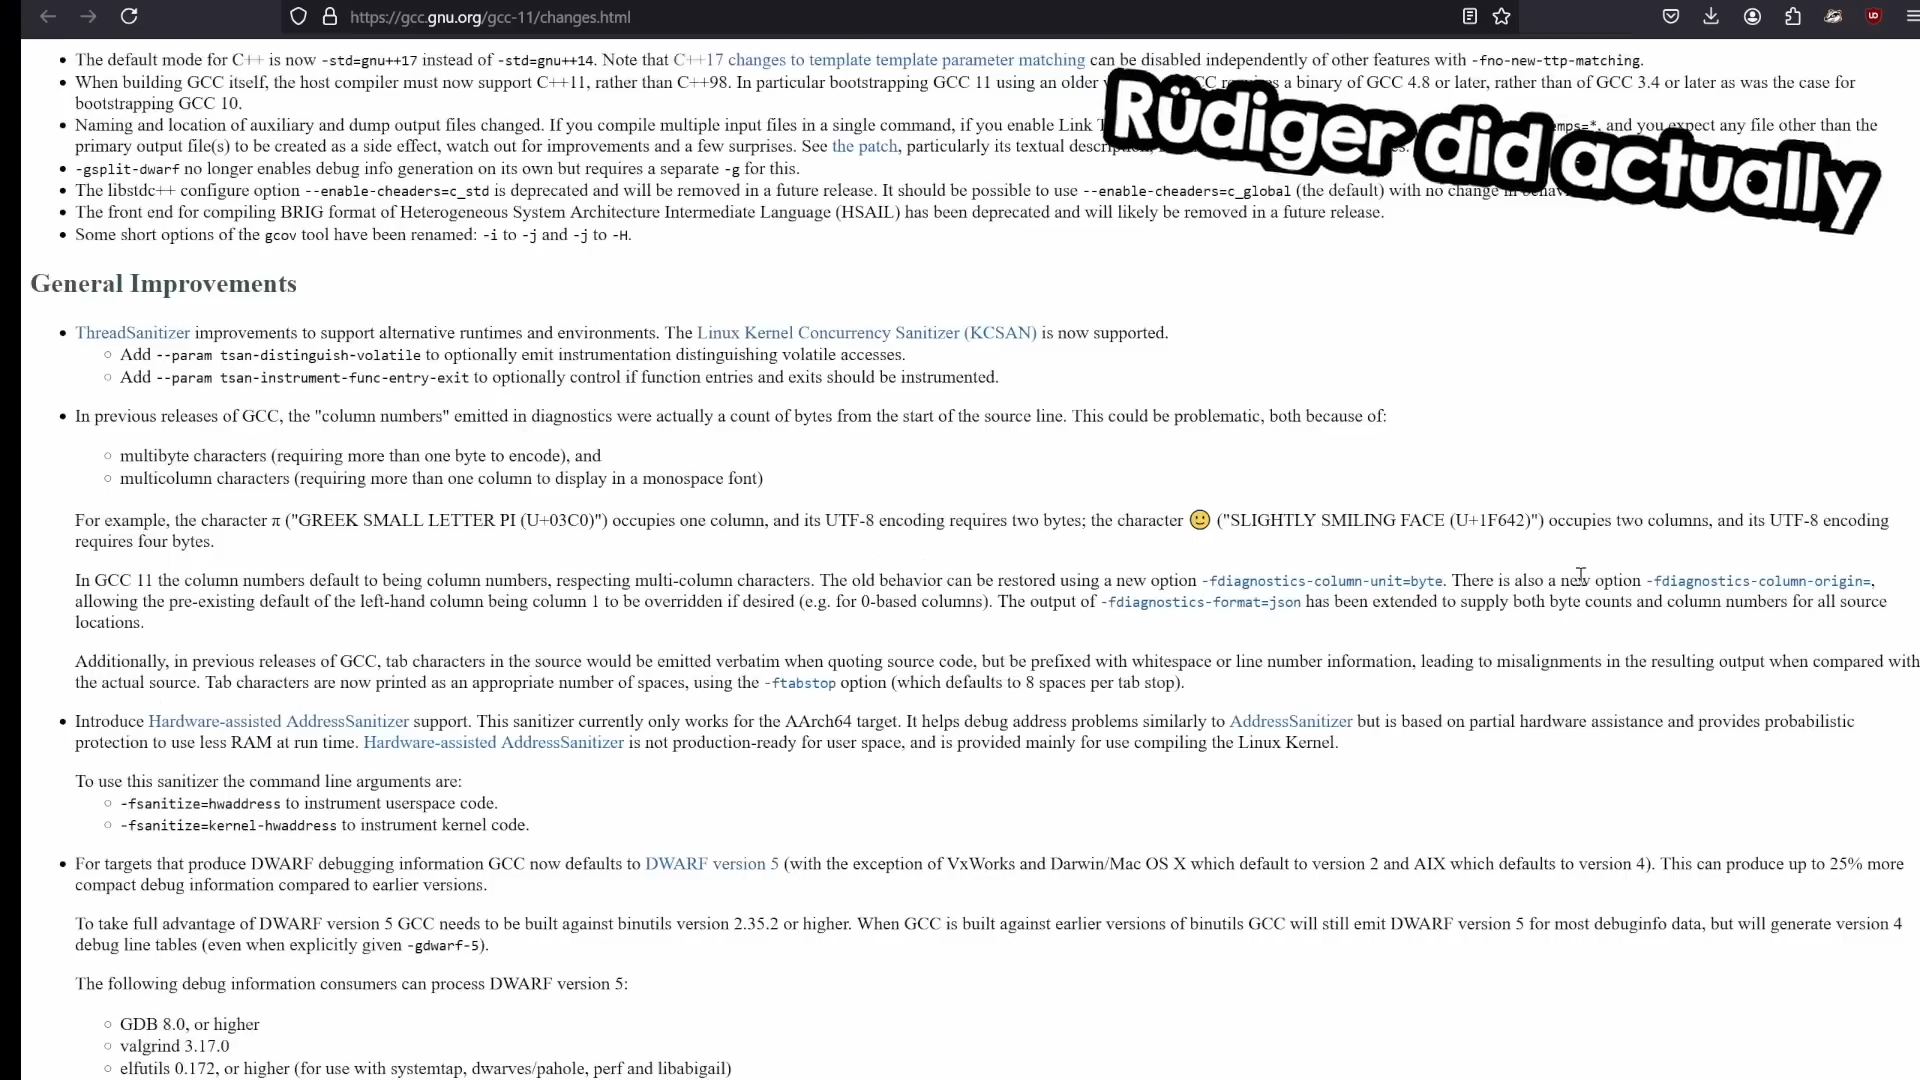 https://gcc.gnu.org/gcc-11/changes.html
• The default mode for C++ is now -std=gnu++17 instead of -std=gnu++14. Note that C++17 changes to template template parameter matching can be disabled independently of other features with -fno-new-ttp-matching.
• When building GCC itself, the host compiler must now support C++11, rather than C++98. In particular bootstrapping GCC 11 using an older s a binary of GCC 4.8 or later, rather than of GCC 3.4 or later as was the case for
bootstrapping GCC 10.
Rüdiger did actually
• Naming and location of auxiliary and dump output files changed. If you compile multiple input files in a single command, if you enable Link emps=*, and you expect any file other than the
primary output file(s) to be created as a side effect, watch out for improvements and a few surprises. See the patch, particularly its textual
• -gsplit-dwarf no longer enables debug info generation on its own but requires a separate -g for this.
• The libstdc++ configure option --enable-cheaders=c_std is deprecated and will be removed in a future release. It should be possible to use --enable-cheaders=c_global (the default) with no change in
• The front end for compiling BRIG format of Heterogeneous System Architecture Intermediate Language (HSAIL) has been deprecated and will likely be removed in a future release.
• Some short options of the gcov tool have been renamed: -i to -j and -j to -H.
General Improvements
• ThreadSanitizer improvements to support alternative runtimes and environments. The Linux Kernel Concurrency Sanitizer (KCSAN) is now supported.
◦ Add --param tsan-distinguish-volatile to optionally emit instrumentation distinguishing volatile accesses.
◦ Add --param tsan-instrument-func-entry-exit to optionally control if function entries and exits should be instrumented.
• In previous releases of GCC, the "column numbers" emitted in diagnostics were actually a count of bytes from the start of the source line. This could be problematic, both because of:
◦ multibyte characters (requiring more than one byte to encode), and
◦ multicolumn characters (requiring more than one column to display in a monospace font)
For example, the character π ("GREEK SMALL LETTER PI (U+03C0)") occupies one column, and its UTF-8 encoding requires two bytes; the character 🙂 ("SLIGHTLY SMILING FACE (U+1F642)") occupies two columns, and its UTF-8 encoding
requires four bytes.
In GCC 11 the column numbers default to being column numbers, respecting multi-column characters. The old behavior can be restored using a new option -fdiagnostics-column-unit=byte. There is also a new option -fdiagnostics-column-origin=,
allowing the pre-existing default of the left-hand column being column 1 to be overridden if desired (e.g. for 0-based columns). The output of -fdiagnostics-format=json has been extended to supply both byte counts and column numbers for all source
locations.
Additionally, in previous releases of GCC, tab characters in the source would be emitted verbatim when quoting source code, but be prefixed with whitespace or line number information, leading to misalignments in the resulting output when compared with
the actual source. Tab characters are now printed as an appropriate number of spaces, using the -ftabstop option (which defaults to 8 spaces per tab stop).
• Introduce Hardware-assisted AddressSanitizer support. This sanitizer currently only works for the AArch64 target. It helps debug address problems similarly to AddressSanitizer but is based on partial hardware assistance and provides probabilistic
protection to use less RAM at run time. Hardware-assisted AddressSanitizer is not production-ready for user space, and is provided mainly for use compiling the Linux Kernel.
To use this sanitizer the command line arguments are:
◦ -fsanitize=hwaddress to instrument userspace code.
◦ -fsanitize=kernel-hwaddress to instrument kernel code.
• For targets that produce DWARF debugging information GCC now defaults to DWARF version 5 (with the exception of VxWorks and Darwin/Mac OS X which default to version 2 and AIX which defaults to version 4). This can produce up to 25% more
compact debug information compared to earlier versions.
To take full advantage of DWARF version 5 GCC needs to be built against binutils version 2.35.2 or higher. When GCC is built against earlier versions of binutils GCC will still emit DWARF version 5 for most debuginfo data, but will generate version 4
debug line tables (even when explicitly given -gdwarf-5).
The following debug information consumers can process DWARF version 5:
◦ GDB 8.0, or higher
◦ valgrind 3.17.0
◦ elfutils 0.172, or higher (for use with systemtap, dwarves/pahole, perf and libabigail)